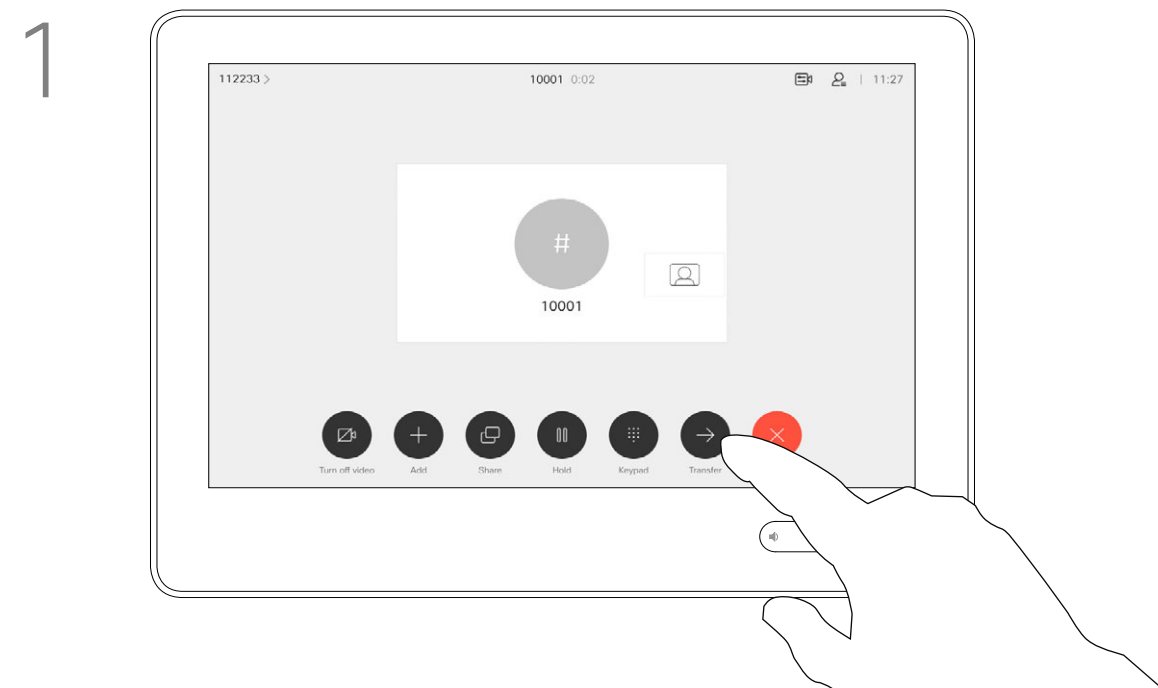 1
112233 >
10001 0:02
11:27
#
10001
Turn off video
Add
Share
Hold
Keypad
Transfer